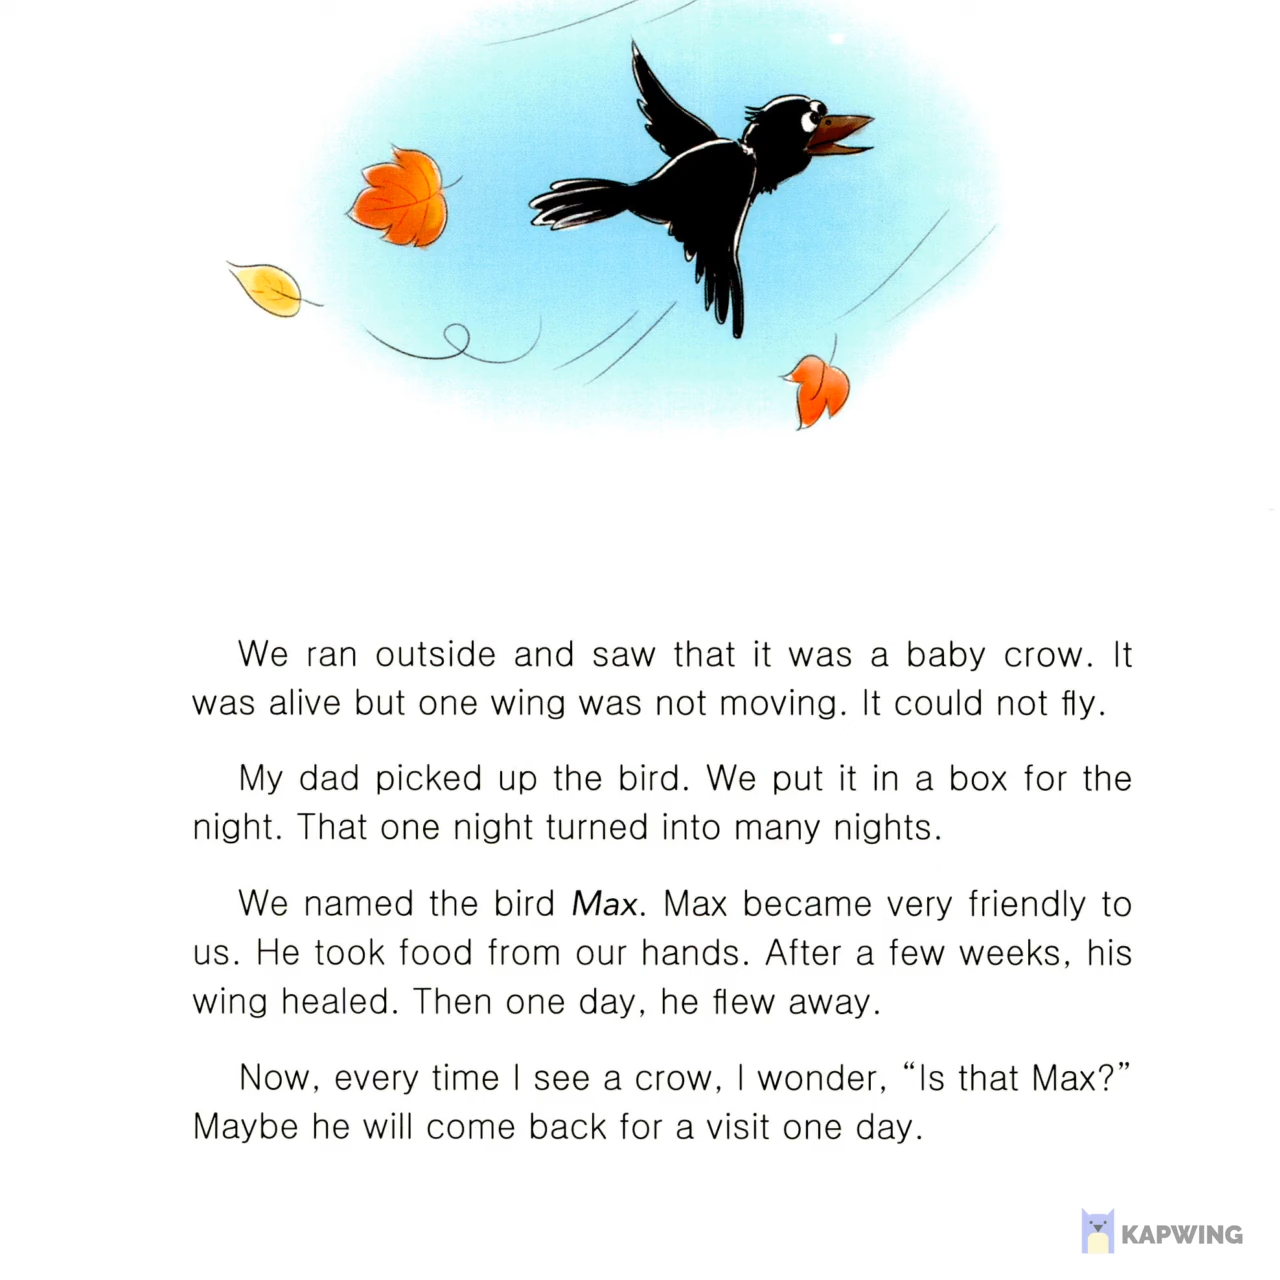 We ran outside and saw that it was a baby crow. It
was alive but one wing was not moving. It could not fly.
My dad picked up the bird. We put it in a box for the
night. That one night turned into many nights.
We named the bird Max. Max became very friendly to
us. He took food from our hands. After a few weeks, his
wing healed. Then one day, he flew away.
Now, every time I see a crow, I wonder, “Is that Max?”
Maybe he will come back for a visit one day.
KAPWING